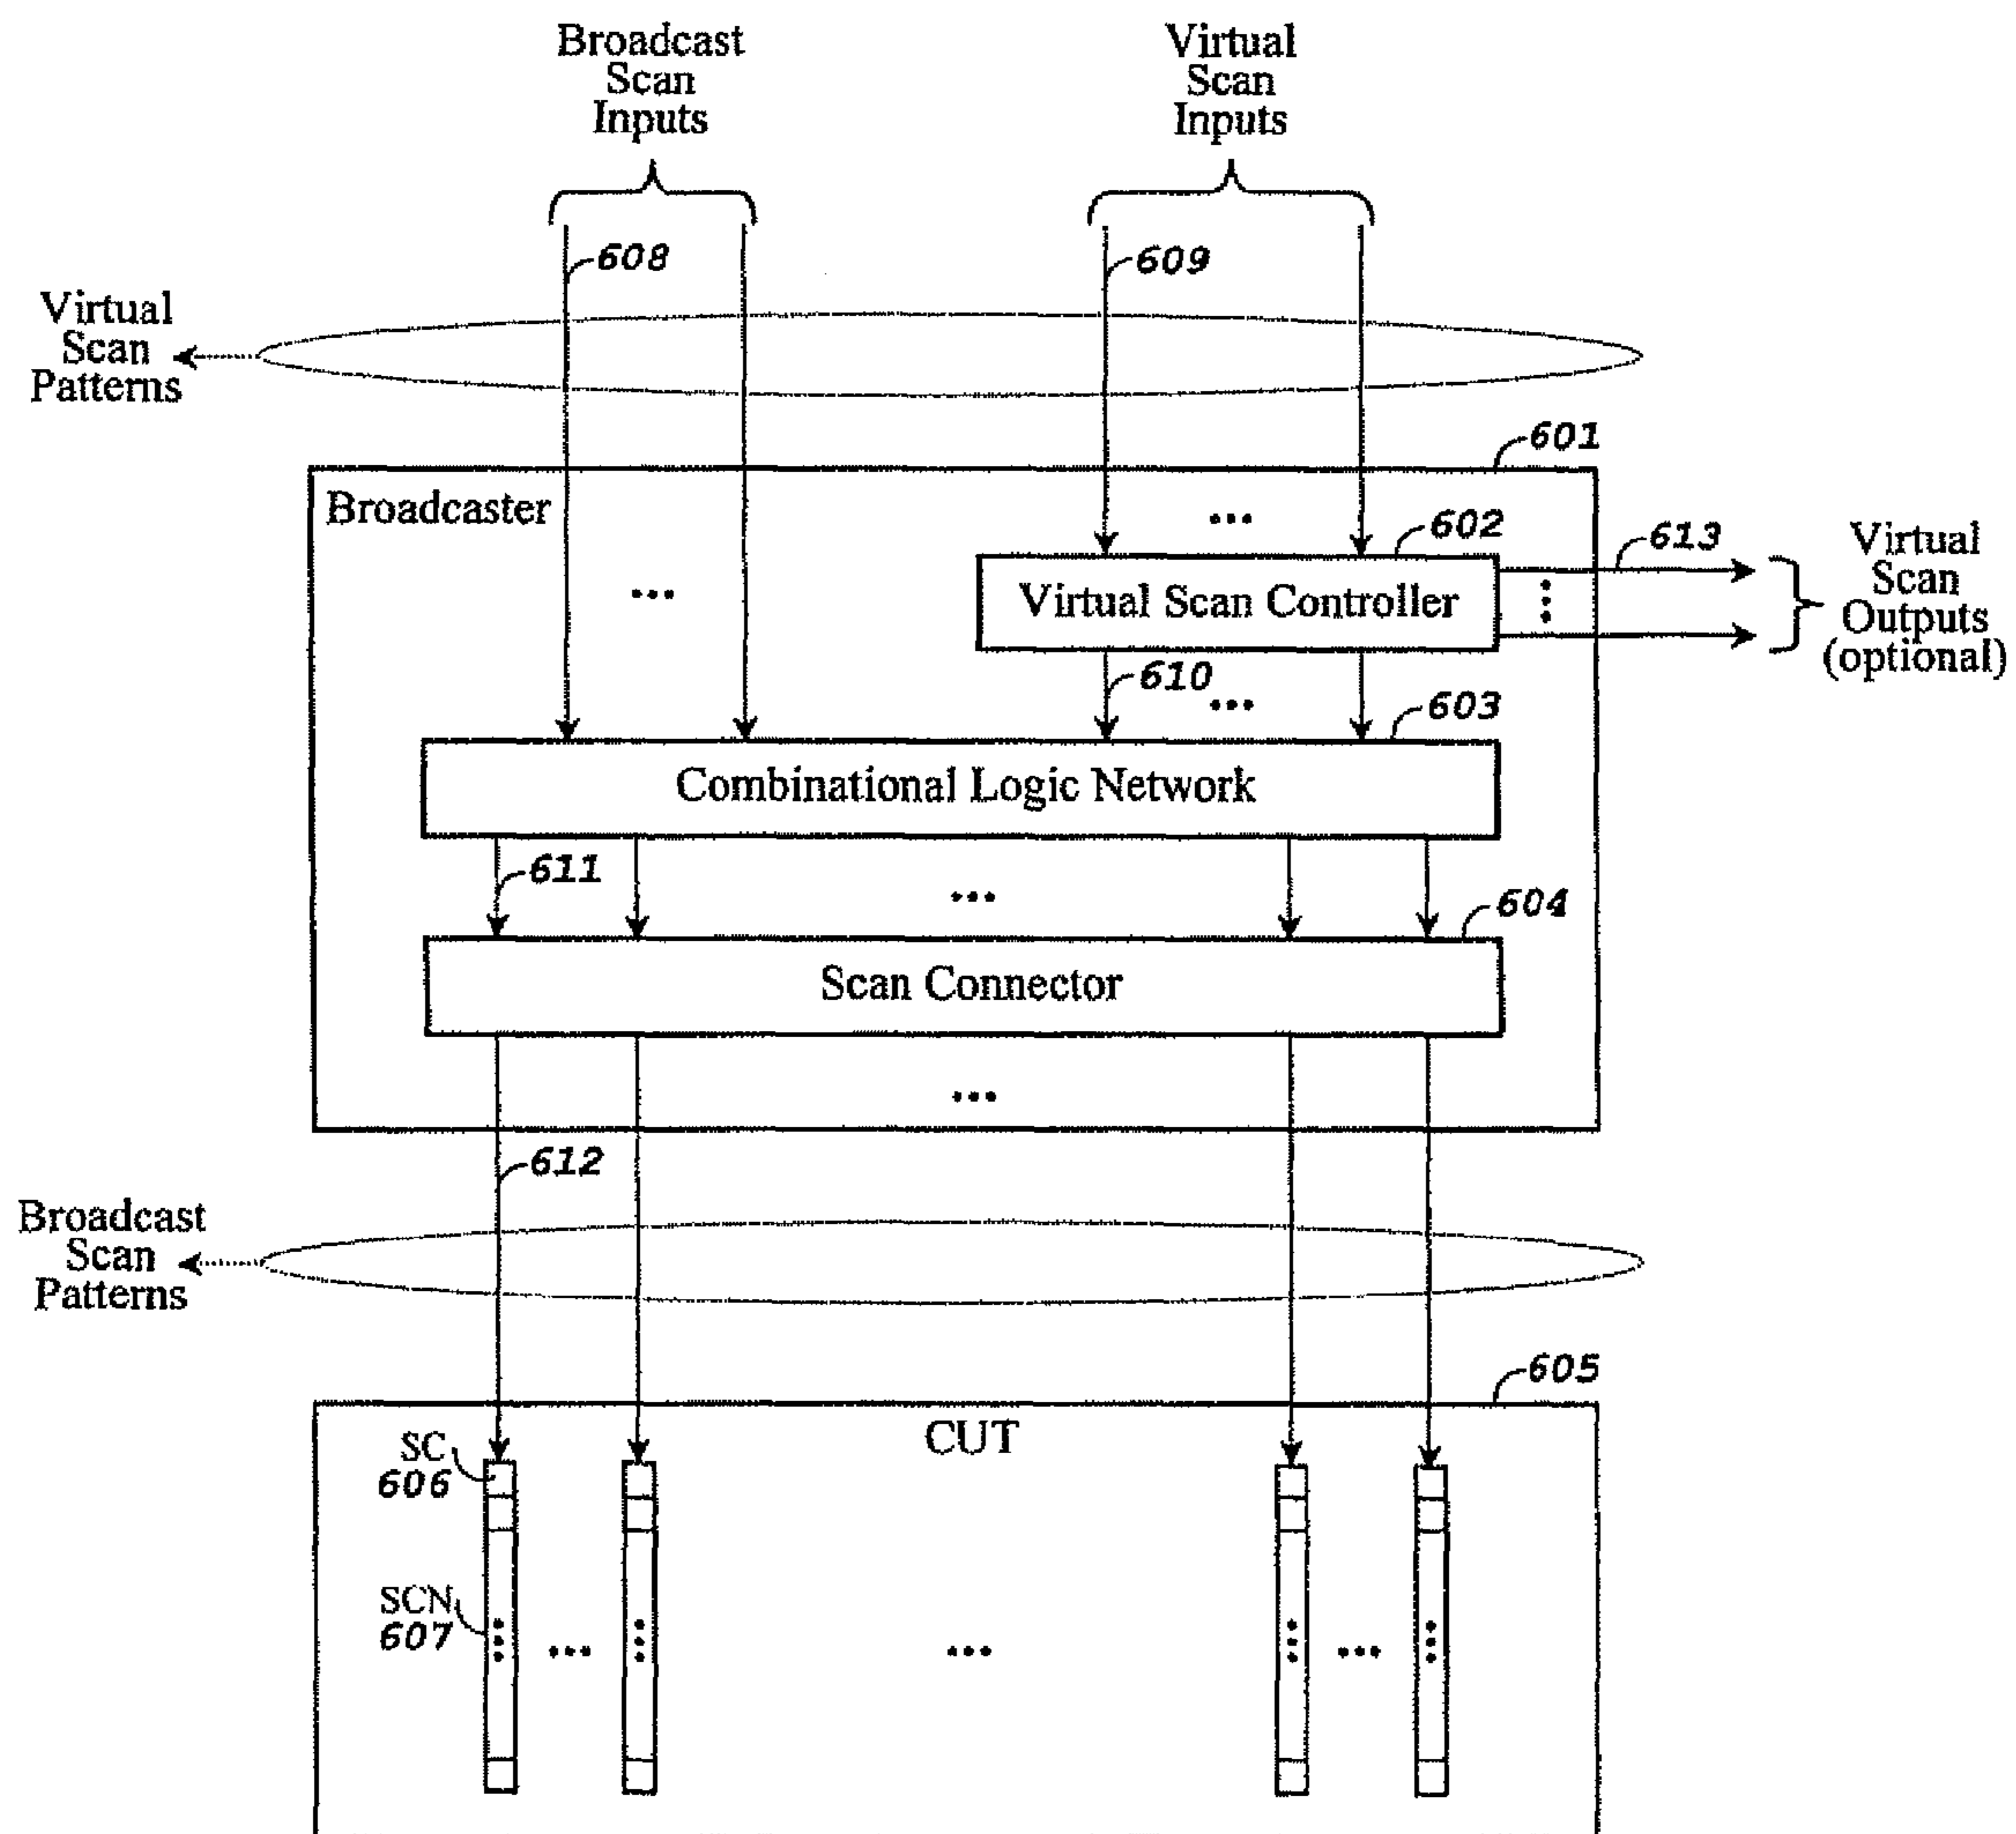 Broadcast
Scan
Inputs
Virtual
Scan
Inputs
608
609
Virtual
Scan
Patterns
601
Broadcaster
602
613
Virtual
Scan
Outputs
(optional)
...
...
Virtual Scan Controller
610
...
603
Combinational Logic Network
611
...
604
Scan Connector
...
612
Broadcast
Scan
Patterns
605
CUT
SC
606
SCN
607
...
...
...